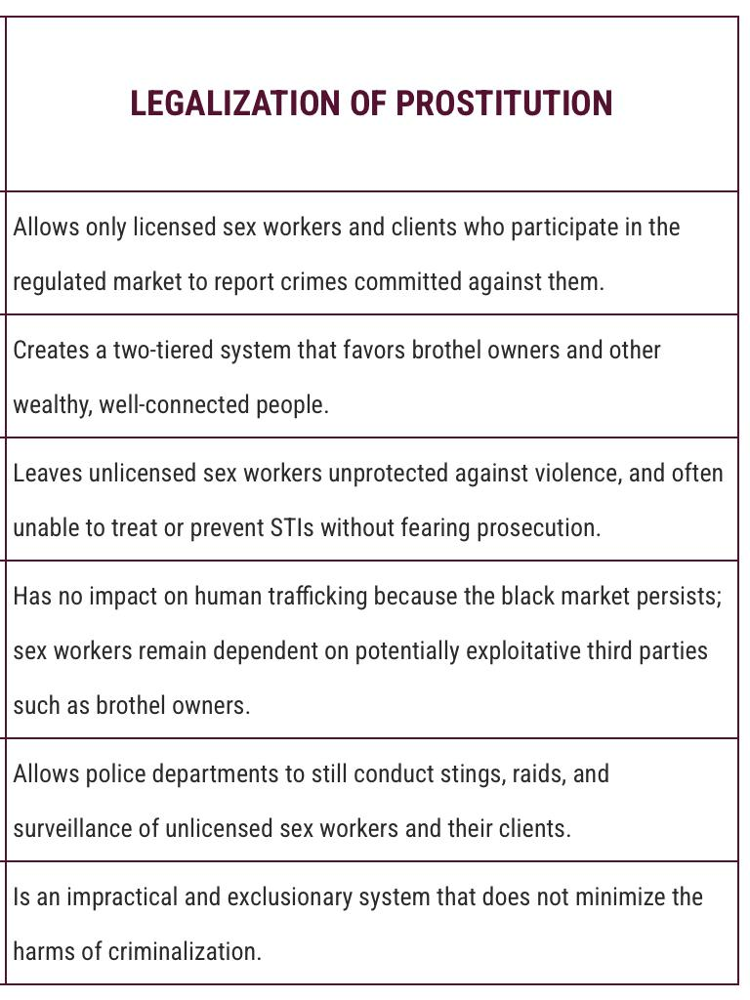 LEGALIZATION OF PROSTITUTION
Allows only licensed sex workers and clients who participate in the
regulated market to report crimes committed against them.
Creates a two-tiered system that favors brothel owners and other
wealthy, well-connected people.
Leaves unlicensed sex workers unprotected against violence, and often
unable to treat or prevent STIs without fearing prosecution.
Has no impact on human trafficking because the black market persists;
sex workers remain dependent on potentially exploitative third parties
such as brothel owners.
Allows police departments to still conduct stings, raids, and
surveillance of unlicensed sex workers and their clients.
Is an impractical and exclusionary system that does not minimize the
harms of criminalization.